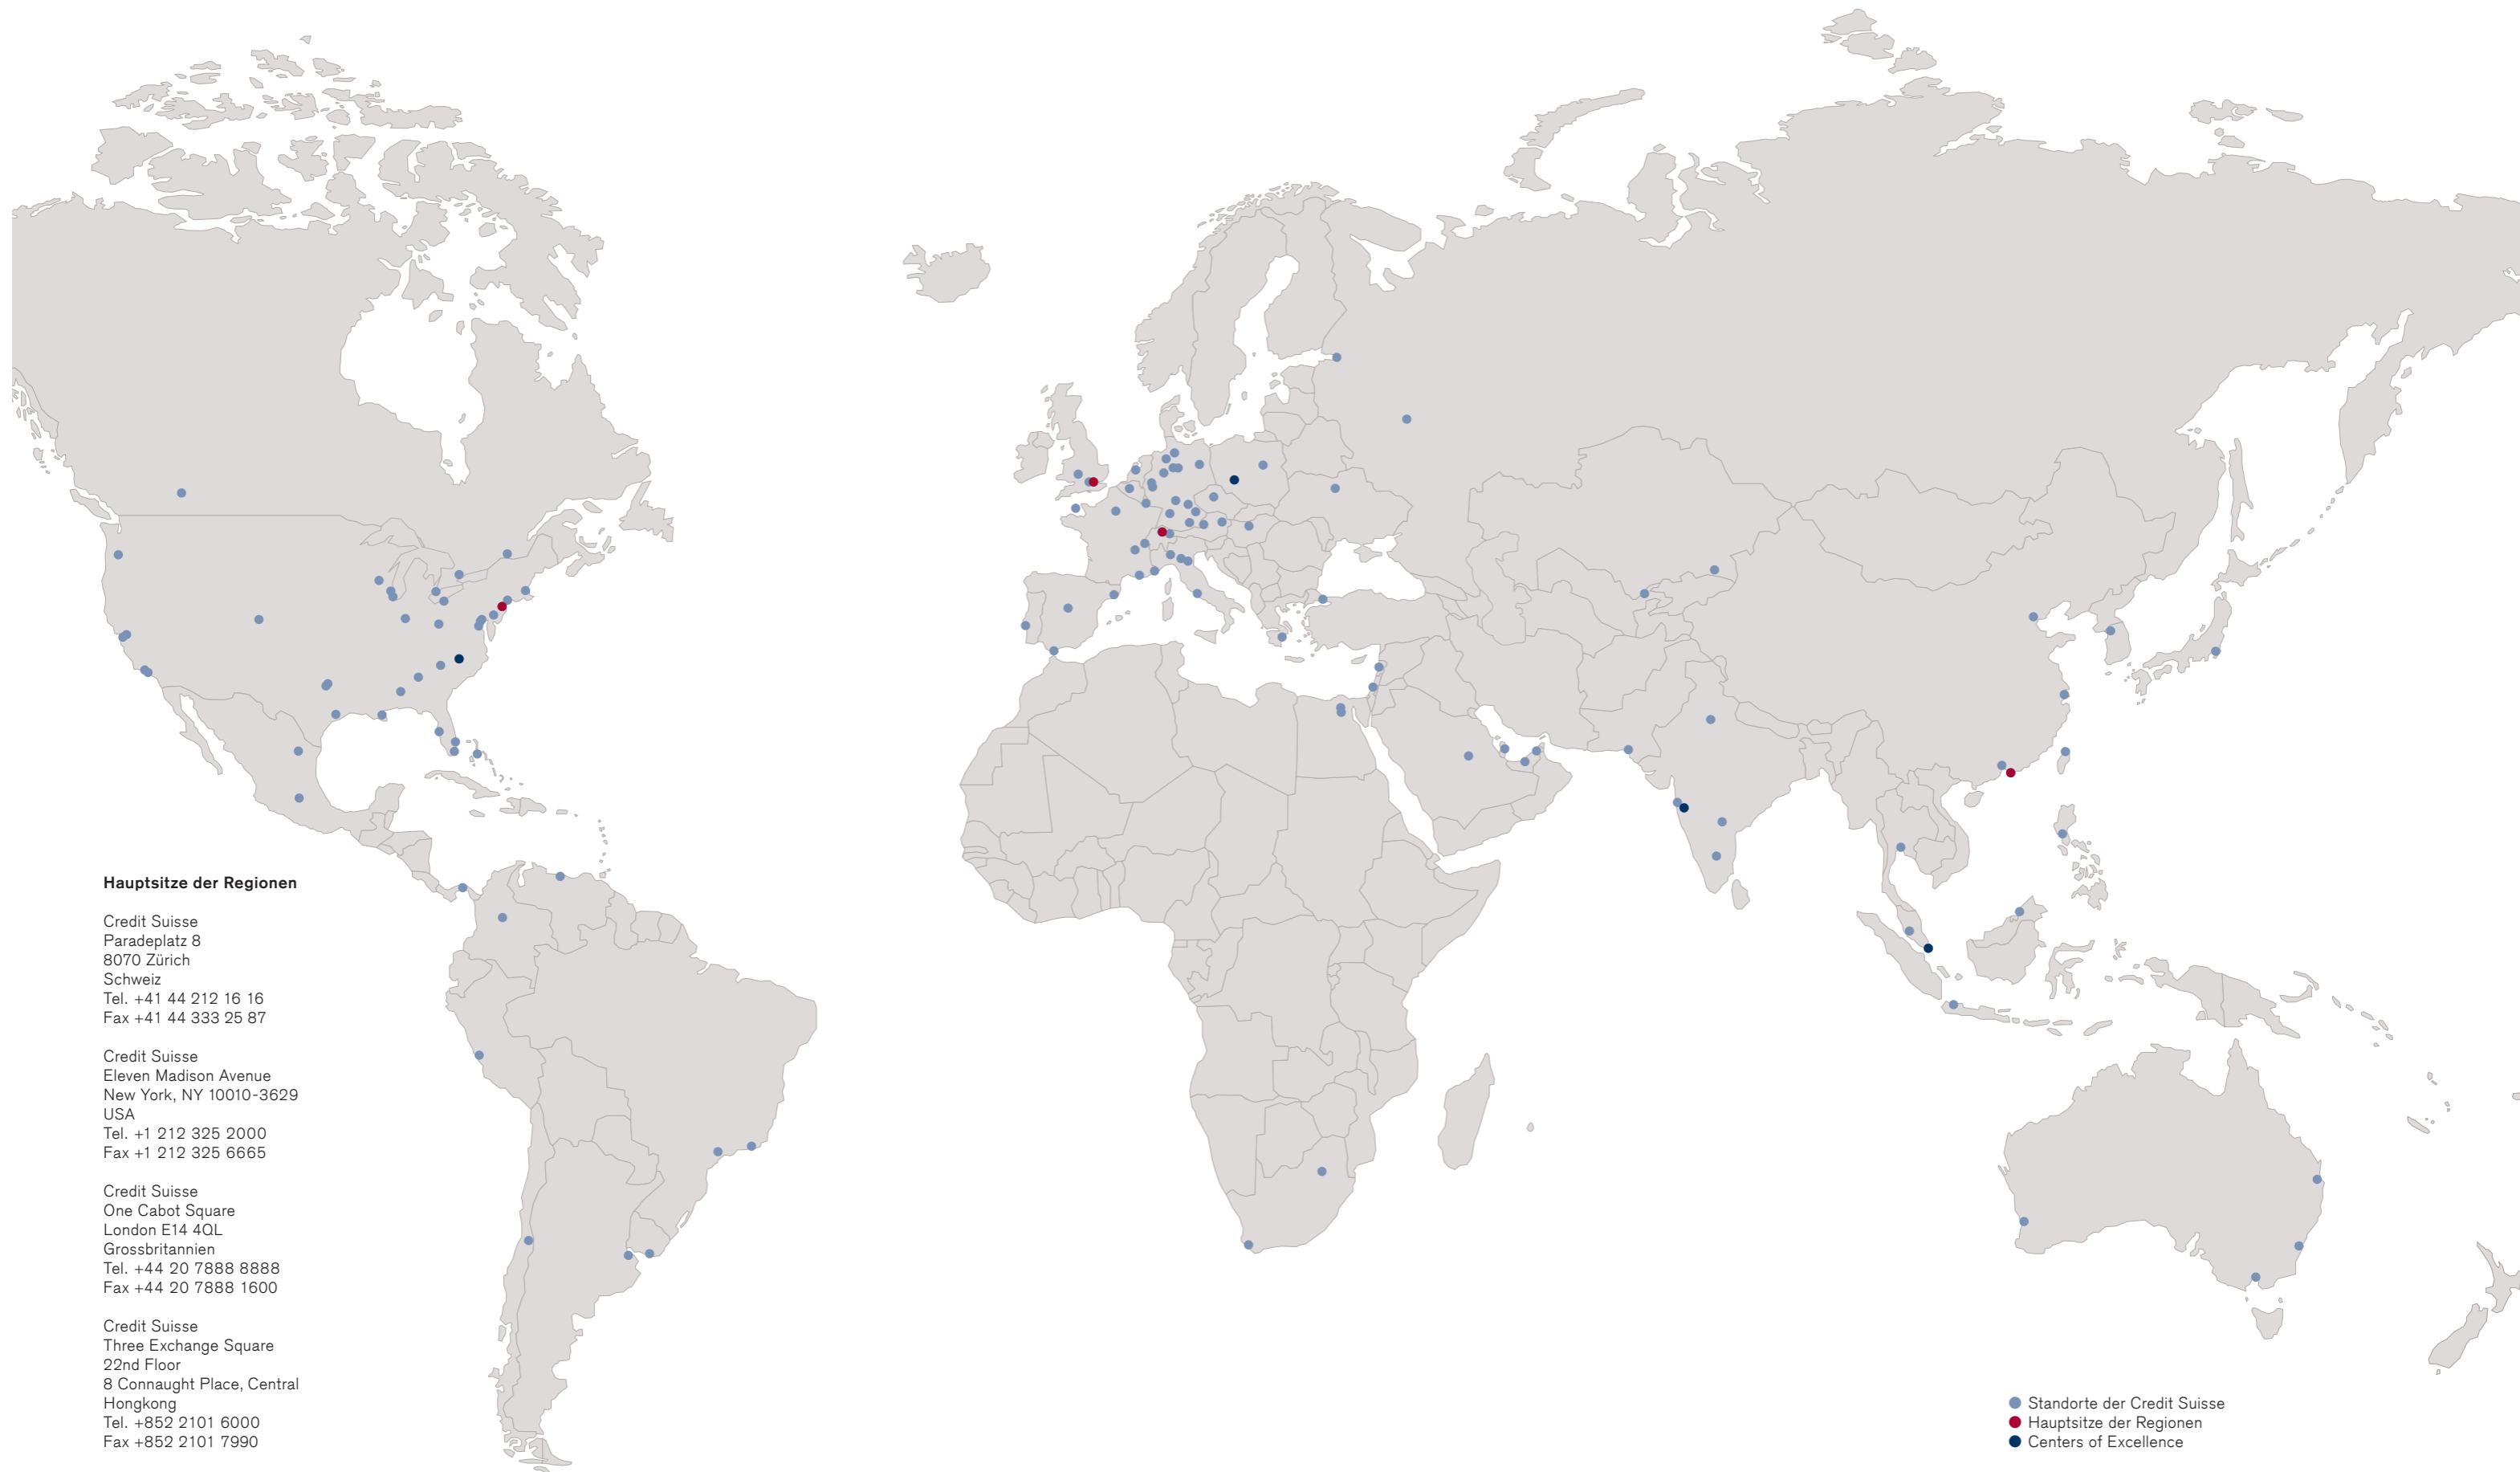 Hauptsitze der Regionen
Credit Suisse
Paradeplatz 8
8070 Zürich
Schweiz
Tel. +41 44 212 16 16
Fax +41 44 333 25 87
Credit Suisse
Eleven Madison Avenue
New York, NY 10010-3629
USA
Tel. +1 212 325 2000
Fax +1 212 325 6665
Credit Suisse
One Cabot Square
London E14 4QL
Grossbritannien
Tel. +44 20 7888 8888
Fax +44 20 7888 1600
Credit Suisse
Three Exchange Square
22nd Floor
8 Connaught Place, Central
Hongkong
Tel. +852 2101 6000
Fax +852 2101 7990
Standorte der Credit Suisse
Hauptsitze der Regionen
Centers of Excellence